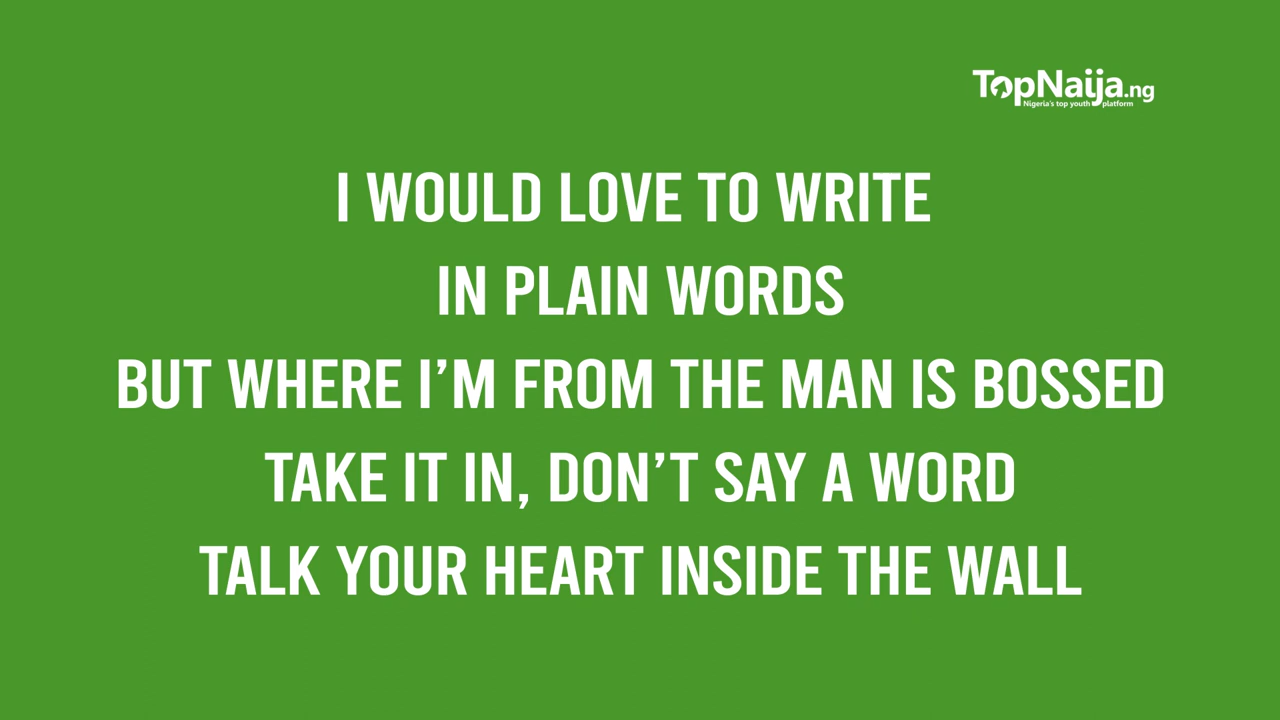 TopNaija.ng
Nigeria's top youth platform
I WOULD LOVE TO WRITE
IN PLAIN WORDS
BUT WHERE I’M FROM THE MAN IS BOSSED
TAKE IT IN, DON’T SAY A WORD
TALK YOUR HEART INSIDE THE WALL